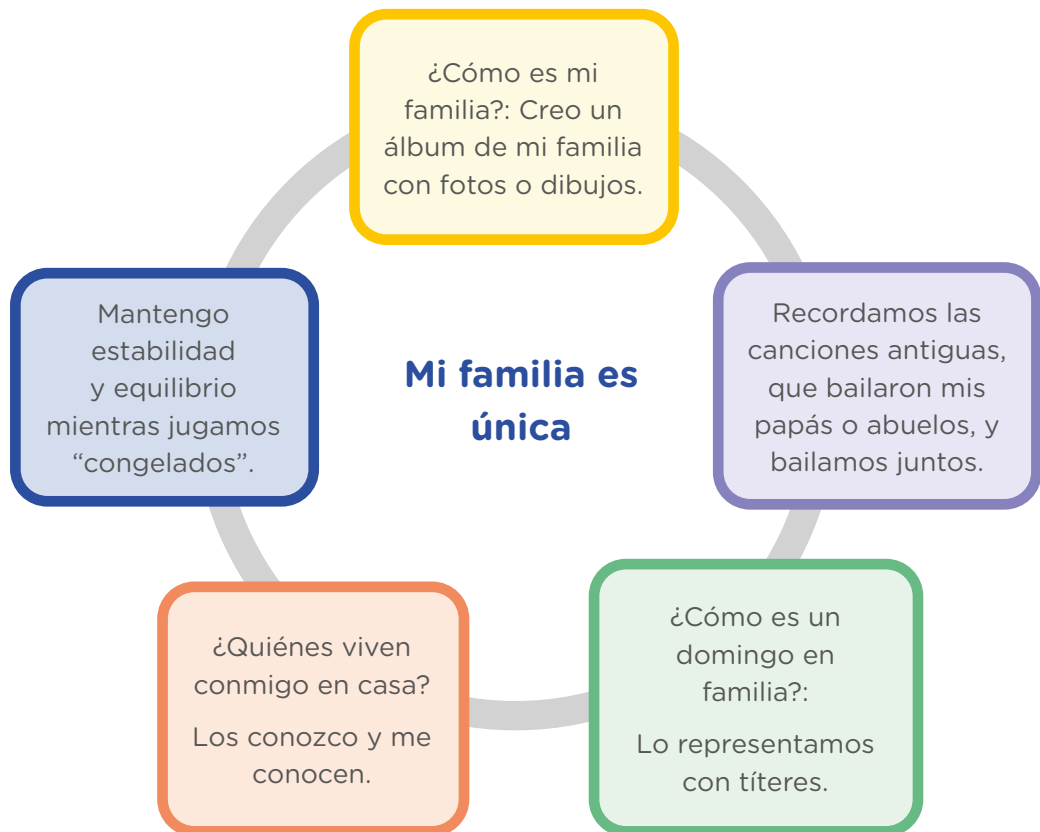 ¿Cómo es mi
familia?: Creo un
álbum de mi familia
con fotos o dibujos.
Mantengo
estabilidad
y equilibrio
mientras jugamos
“congelados”.
Mi familia es
única
Recordamos las
canciones antiguas,
que bailaron mis
papás o abuelos, y
bailamos juntos.
¿Quiénes viven
conmigo en casa?
Los conozco y me
conocen.
¿Cómo es un
domingo en
familia?:
Lo representamos
con títeres.